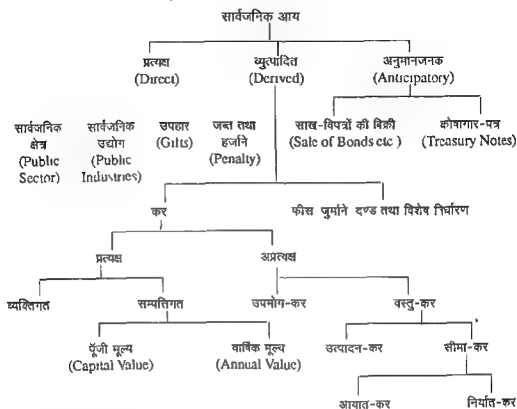 सार्वजनिक आय
प्रत्यक्ष व्युत्पादित अनुमानजनक
(Direct) (Derived) (Anticipatory)
सार्वजनिक सार्वजनिक उपहार जब्त तथा साख-विपत्रों की बिक्री कोषागार-पत्र
क्षेत्र उद्योग (Gifts) हर्जाने (Sale of Bonds etc ) (Treasury Notes)
(Public (Public (Penalty)
Sector) Industries)
कर फीस जुर्माने दण्ड तथा विशेष निर्धारण
प्रत्यक्ष अप्रत्यक्ष
व्यक्तिगत सम्पत्तिगत उपभोग-कर वस्तु-कर
पूँजी मूल्य वार्षिक मूल्य उत्पादन-कर सीमा-कर
(Capital Value) (Annual Value)
आयात-कर निर्यात-कर